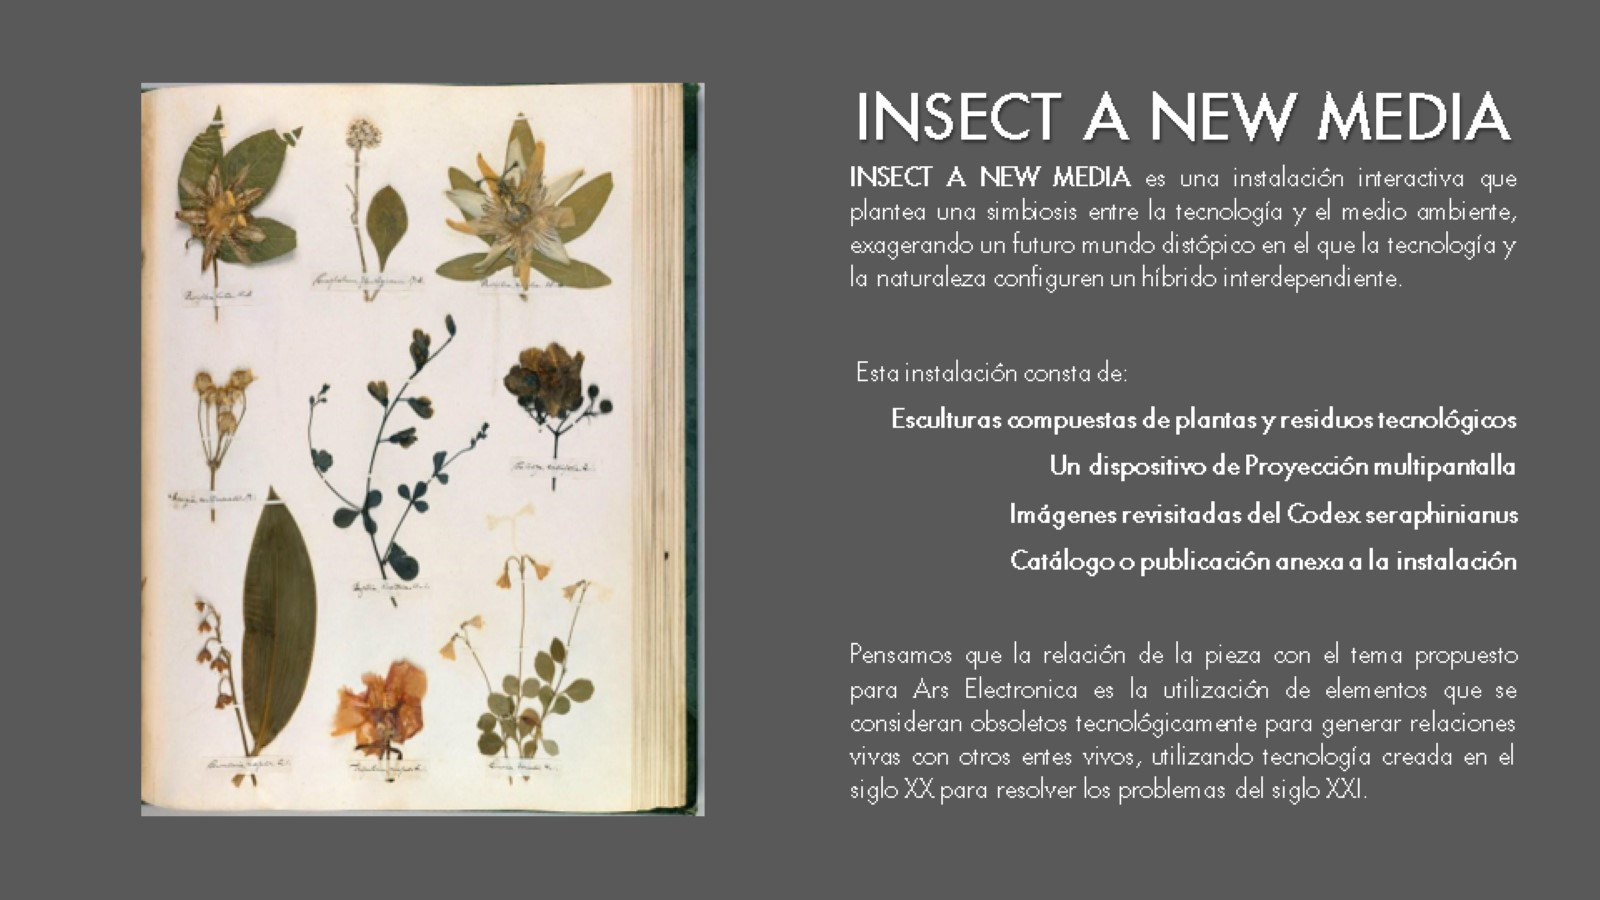 INSECT A NEW MEDIA
INSECT A NEW MEDIA es una instalación interactiva que
plantea una simbiosis entre la tecnología y el medio ambiente,
exagerando un futuro mundo distópico en el que la tecnología y
la naturaleza configuren un híbrido interdependiente.
Esta instalación consta de:
Esculturas compuestas de plantas y residuos tecnológicos
Un dispositivo de Proyección multipantalla
Imágenes revisitadas del Codex seraphinianus
Catálogo o publicación anexa a la instalación
Pensamos que la relación de la pieza con el tema propuesto
para Ars Electronica es la utilización de elementos que se
consideran obsoletos tecnológicamente para generar relaciones
vivas con otros entes vivos, utilizando tecnología creada en el
siglo XX para resolver los problemas del siglo XXI.